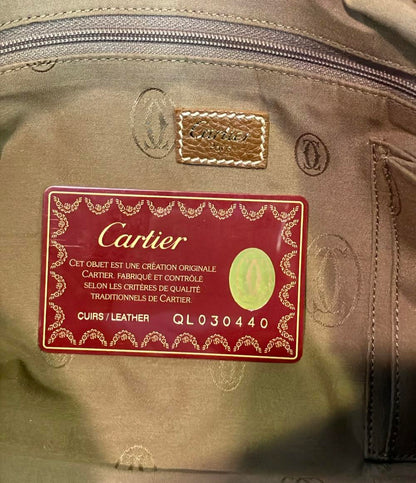 Cartier
Cartier
CET OBJET EST UNE CRÉATION ORIGINALE
CARTIER, FABRIQUÉ ET CONTRÔLÉ
SELON LES CRITÈRES DE QUALITÉ
TRADITIONNELS DE CARTIER.
CUIRS/LEATHER QL030440